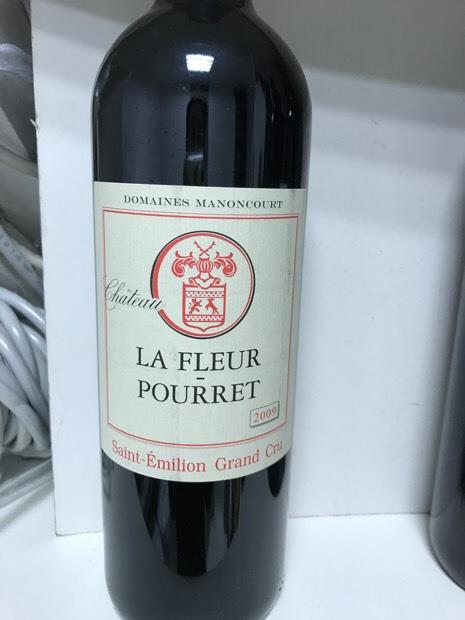 DOMAINES MANONCOURT
Château
LA FLEUR
-
POURRET
2009
Saint-Émilion Grand Cru